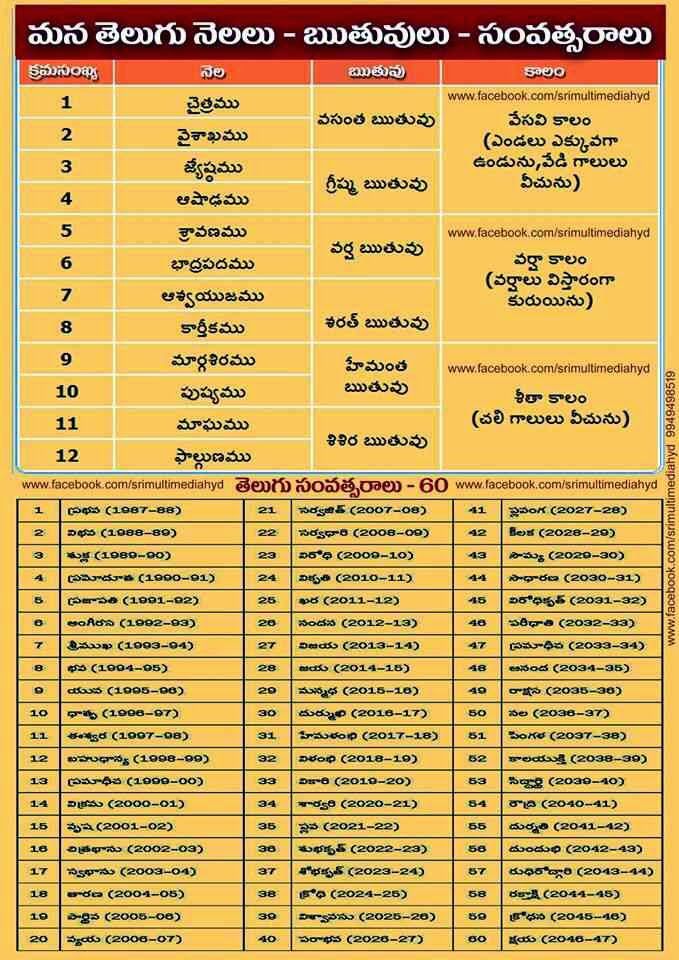 మన తెలుగు నెలలు - ఋతువులు - సంవత్సరాలు
క్రమసంఖ్య నెల ఋతువు కాలం
1 చైత్రము
2 వైశాఖము
వసంత ఋతువు
3 జ్యేష్ఠము
4 ఆషాఢము
గ్రీష్మ ఋతువు
www.facebook.com/srimultimediahyd
వేసవి కాలం
(ఎండలు ఎక్కువగా
ఉండును,వేడి గాలులు
వీచును)
5 శ్రావణము
6 భాద్రపదము
వర్ష ఋతువు
7 ఆశ్వయుజము
8 కార్తీకము
శరత్ ఋతువు
www.facebook.com/srimultimediahyd
వర్షా కాలం
(వర్షాలు విస్తారంగా
కురుయును)
9 మార్గశిరము
10 పుష్యము
హేమంత
ఋతువు
11 మాఘము
12 ఫాల్గుణము
శిశిర ఋతువు
www.facebook.com/srimultimediahyd
శీతా కాలం
(చలి గాలులు వీచును)
www.facebook.com/srimultimediahyd తెలుగు సంవత్సరాలు - 60 www.facebook.com/srimultimediahyd
1 ప్రభవ (1987-88) 21 సర్వజిత్ (2007-08) 41 ప్లవంగ (2027-28)
2 విభవ (1988-89) 22 సర్వధారి (2008-09) 42 కీలక (2028-29)
3 శుక్ల (1989-90) 23 విరోధి (2009-10) 43 సౌమ్య (2029-30)
4 ప్రమోదూత (1990-91) 24 వికృతి (2010-11) 44 సాధారణ (2030-31)
5 ప్రజాపతి (1991-92) 25 ఖర (2011-12) 45 విరోధికృత్ (2031-32)
6 అంగీరస (1992-93) 26 నందన (2012-13) 46 పరీధావి (2032-33)
7 శ్రీముఖ (1993-94) 27 విజయ (2013-14) 47 ప్రమాదీచ (2033-34)
8 భవ (1994-95) 28 జయ (2014-15) 48 ఆనంద (2034-35)
9 యువ (1995-96) 29 మన్మధ (2015-16) 49 రాక్షస (2035-36)
10 ధాతృ (1996-97) 30 దుర్ముఖి (2016-17) 50 నల (2036-37)
11 ఈశ్వర (1997-98) 31 హేమళంభి (2017-18) 51 పింగళ (2037-38)
12 బహుధాన్య (1998-99) 32 విళంభి (2018-19) 52 కాలయుక్తి (2038-39)
13 ప్రమాధీచ (1999-00) 33 వికారి (2019-20) 53 సిద్ధార్థి (2039-40)
14 విక్రమ (2000-01) 34 శార్వరి (2020-21) 54 రౌద్రి (2040-41)
15 వృష (2001-02) 35 ప్లవ (2021-22) 55 దుర్మతి (2041-42)
16 చిత్రభాను (2002-03) 36 శుభకృత్ (2022-23) 56 దుందుభి (2042-43)
17 స్వభాను (2003-04) 37 శోభకృత్ (2023-24) 57 రుధిరోద్గారి (2043-44)
18 తారణ (2004-05) 38 క్రోధి (2024-25) 58 రక్తాక్షి (2044-45)
19 పార్థివ (2005-06) 39 విశ్వావసు (2025-26) 59 క్రోధన (2045-46)
20 వ్యయ (2006-07) 40 పరాభవ (2026-27) 60 క్షయ (2046-47)
www.facebook.com/srimultimediahyd 9949498519